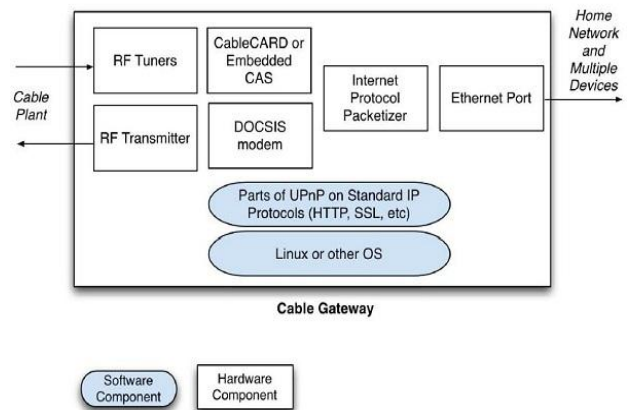 Cable
Plant
RF Tuners
RF Transmitter
CableCARD or
Embedded
CAS
DOCSIS
modem
Internet
Protocol
Packetizer
Ethernet Port
Home
Network
and
Multiple
Devices
Parts of UPnP on Standard IP
Protocols (HTTP, SSL, etc)
Linux or other OS
Cable Gateway
Software
Component
Hardware
Component